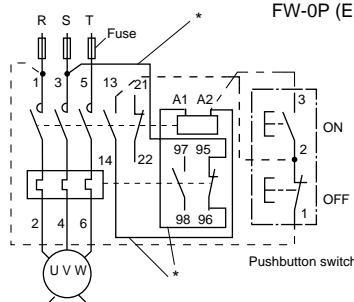 FW-0P (E
R S T
*
Fuse
1 3 5 13 21
A1 A2
3
ON
97 95
2
14 22
OFF
98 96
1
2 4 6
Pushbutton switch
U V W
*